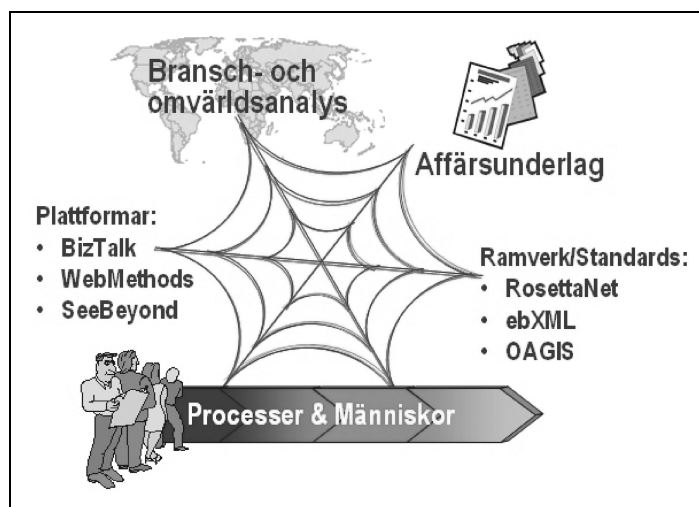 Bransch- och
omvärldsanalys
Affärsunderlag
Plattformar:
• BizTalk
• WebMethods
• SeeBeyond
Ramverk/Standards:
• RosettaNet
• ebXML
• OAGIS
Processer & Människor